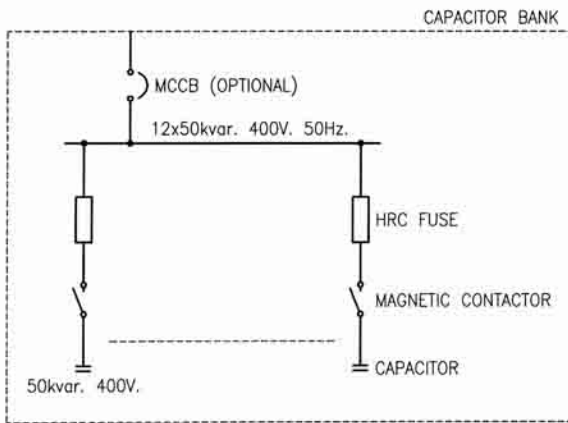 CAPACITOR BANK
MCCB (OPTIONAL)
12x50kvar. 400V. 50Hz.
HRC FUSE
MAGNETIC CONTACTOR
CAPACITOR
50kvar. 400V.